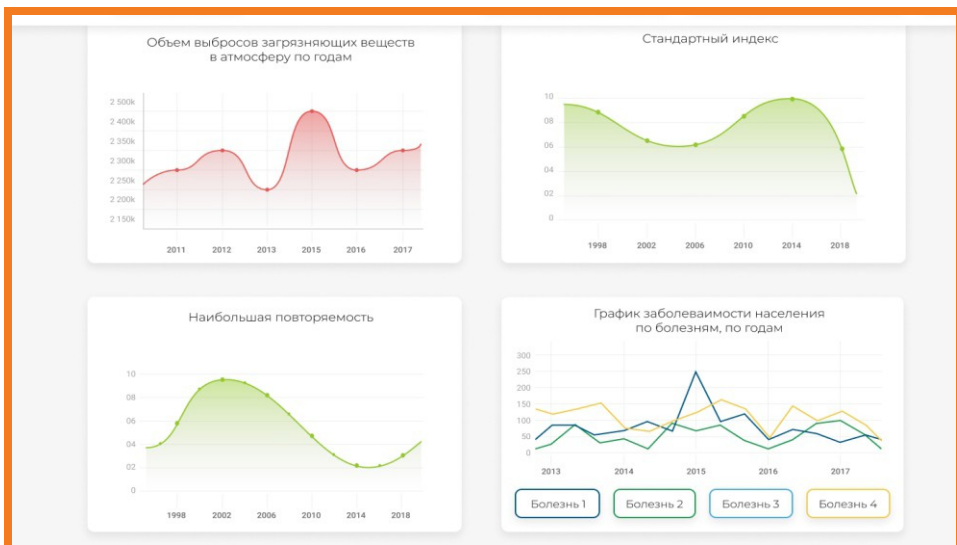 Объем выбросов загрязняющих веществ
в атмосферу по годам
2 500k
2 400k
2 350k
2 300k
2 250k
2 200k
2 150k
2011 2012 2013 2015 2016 2017
Стандартный индекс
10
08
06
04
02
0
1998 2002 2006 2010 2014 2018
Наибольшая повторяемость
10
08
06
04
02
0
1998 2002 2006 2010 2014 2018
График заболеваимости населения
по болезням, по годам
300
250
200
150
100
50
0
2013 2014 2015 2016 2017
Болезнь 1 Болезнь 2 Болезнь 3 Болезнь 4